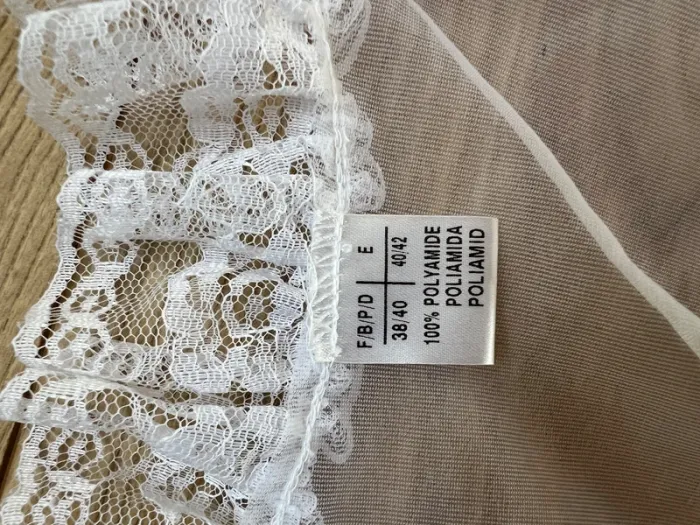 F/B/P/D | E
38/40 | 40/42
100% POLYAMIDE
POLIAMIDA
POLIAMID